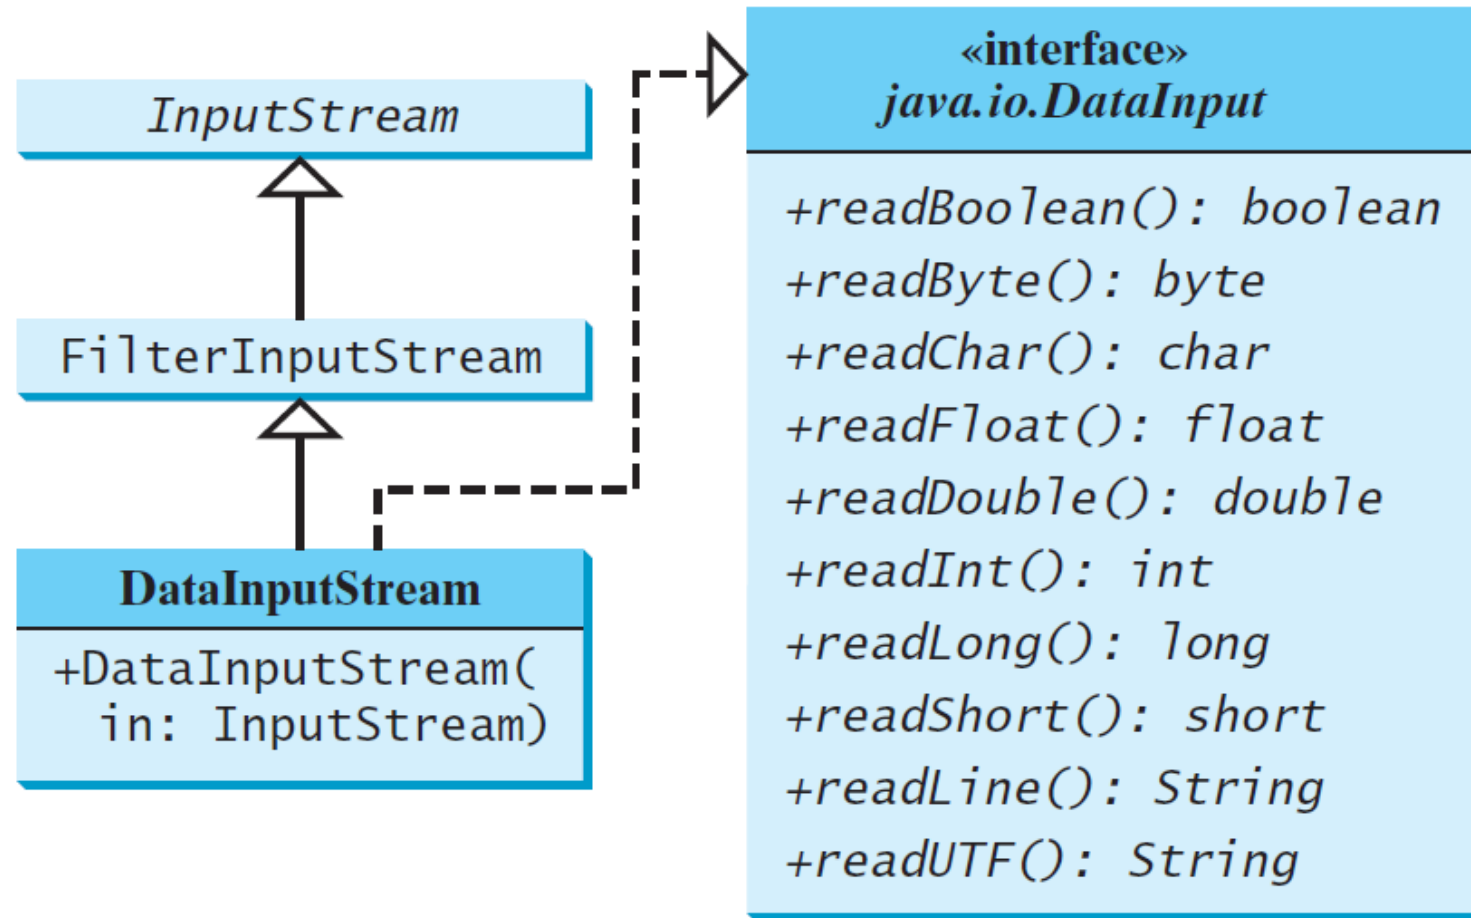 InputStream
FilterInputStream
DataInputStream
+DataInputStream(
in: InputStream)
«interface»
java.io.DataInput
+readBoolean(): boolean
+readByte(): byte
+readChar(): char
+readFloat(): float
+readDouble(): double
+readInt(): int
+readLong(): long
+readShort(): short
+readLine(): String
+readUTF(): String